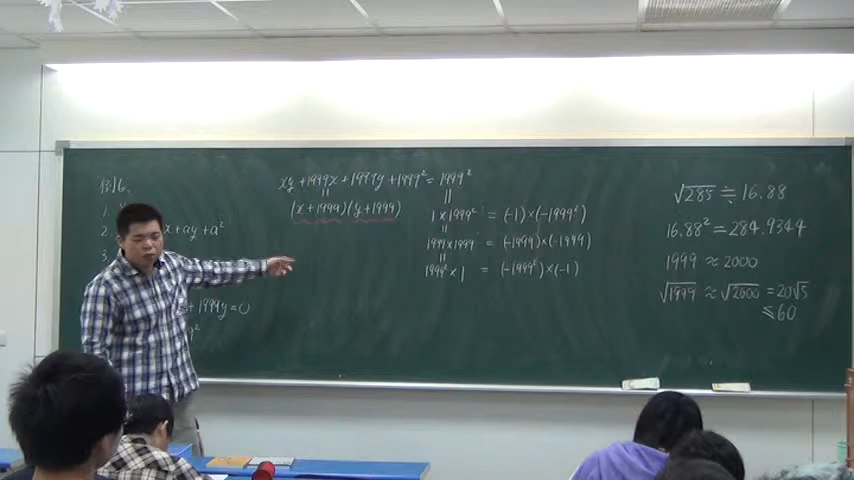 例6、
1.
2. x+ay+a²
3.
+1999y=0
xy+1999x+1999y+1999²=1999²
(x+1999)(y+1999)
1×1999² = (-1)×(-1999²)
1999×1999 = (-1999)×(-1999)
1999²×1 = (-1999²)×(-1)
√285 ≒ 16.88
16.88²=284.9344
1999 ≈ 2000
√1999 ≈ √2000 = 20√5
≤60